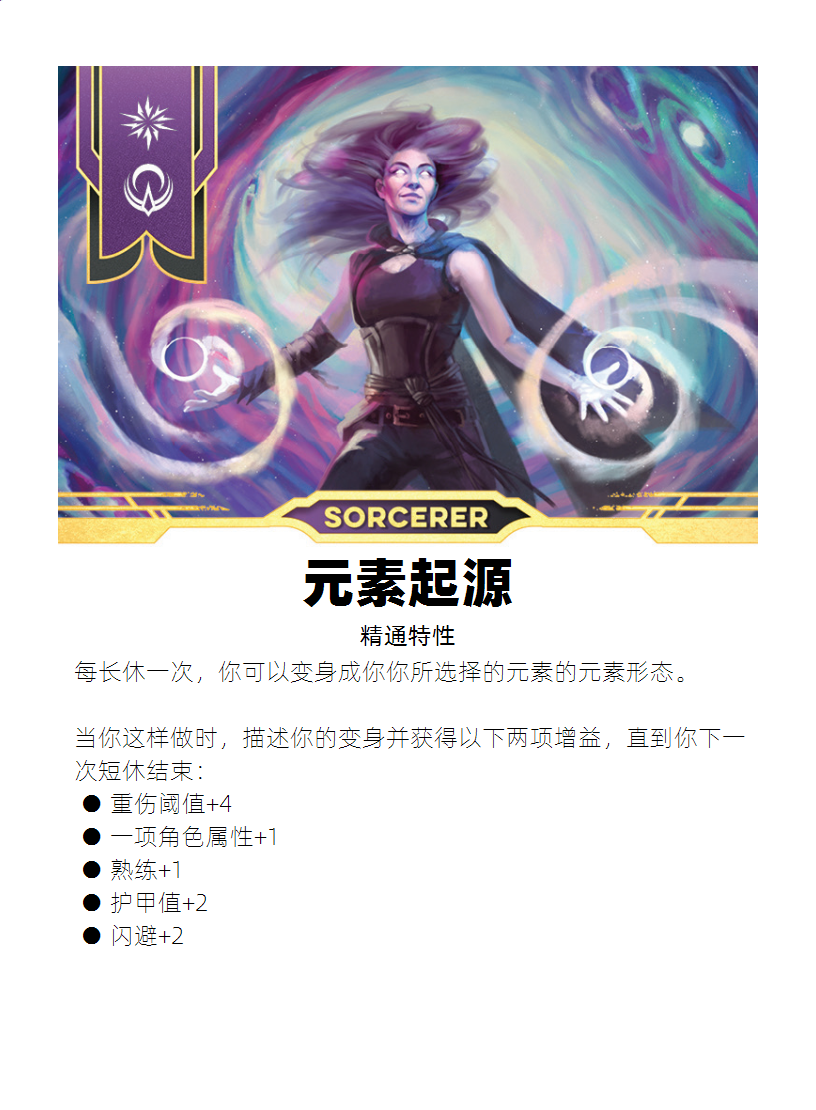 SORCERER
元素起源
精通特性
每长休一次，你可以变身成你你所选择的元素的元素形态。
当你这样做时，描述你的变身并获得以下两项增益，直到你下一
次短休结束：
● 重伤阈值+4
● 一项角色属性+1
● 熟练+1
● 护甲值+2
● 闪避+2